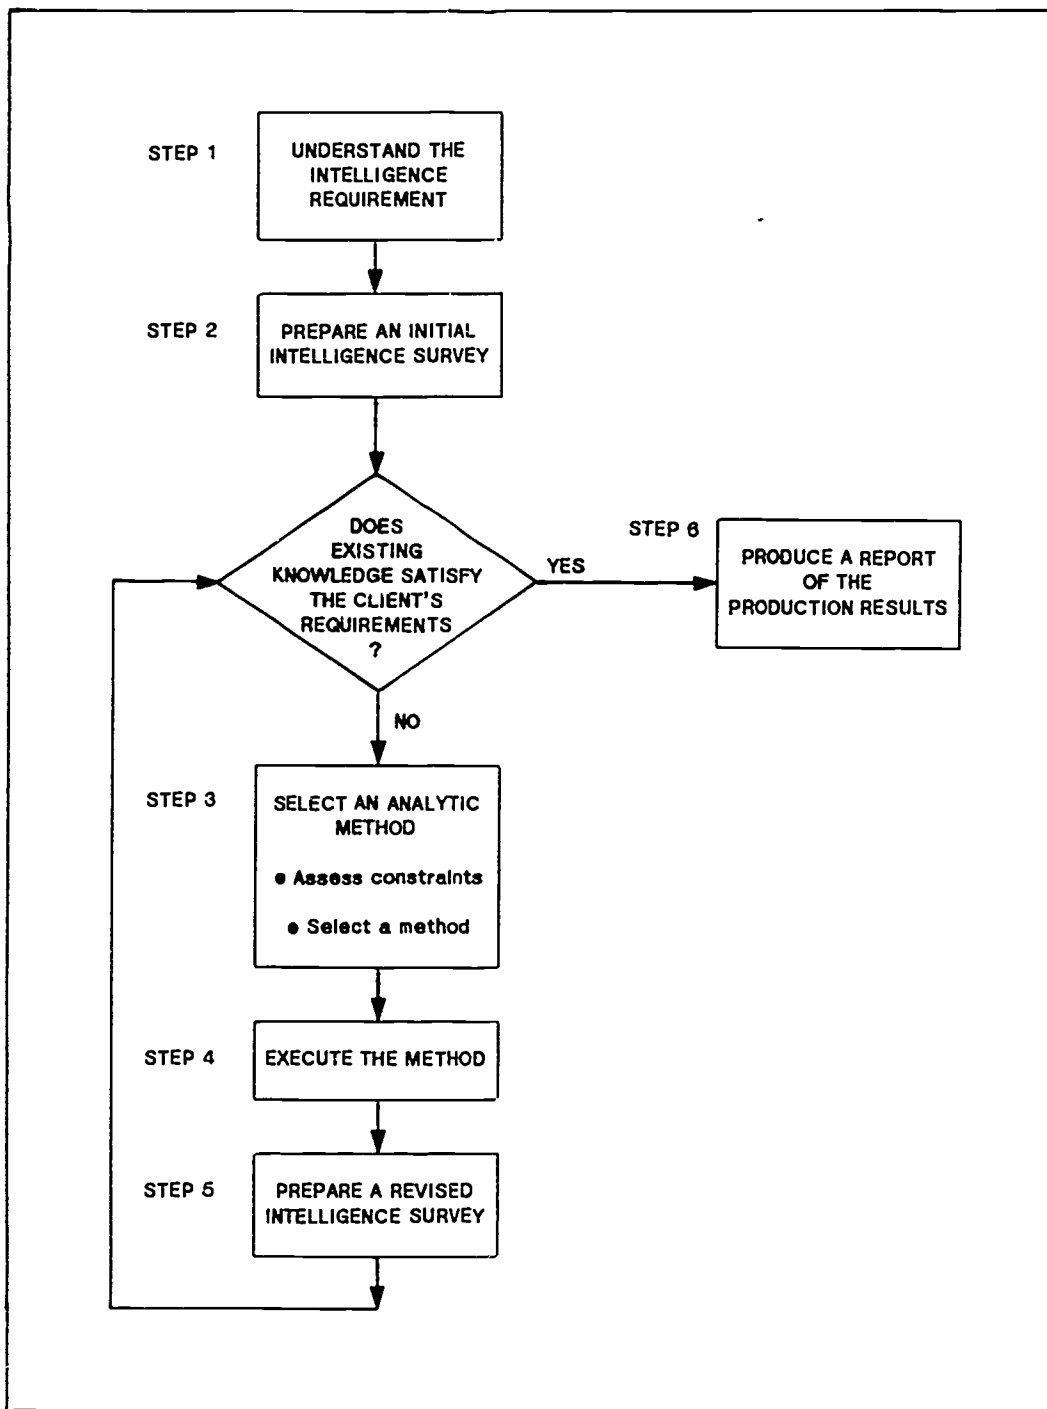 STEP 1
UNDERSTAND THE
INTELLIGENCE
REQUIREMENT
STEP 2
PREPARE AN INITIAL
INTELLIGENCE SURVEY
DOES
EXISTING
KNOWLEDGE SATISFY
THE CLIENT'S
REQUIREMENTS
?
YES
STEP 6
PRODUCE A REPORT
OF THE
PRODUCTION RESULTS
NO
STEP 3
SELECT AN ANALYTIC
METHOD
● Assess constraints
● Select a method
STEP 4
EXECUTE THE METHOD
STEP 5
PREPARE A REVISED
INTELLIGENCE SURVEY